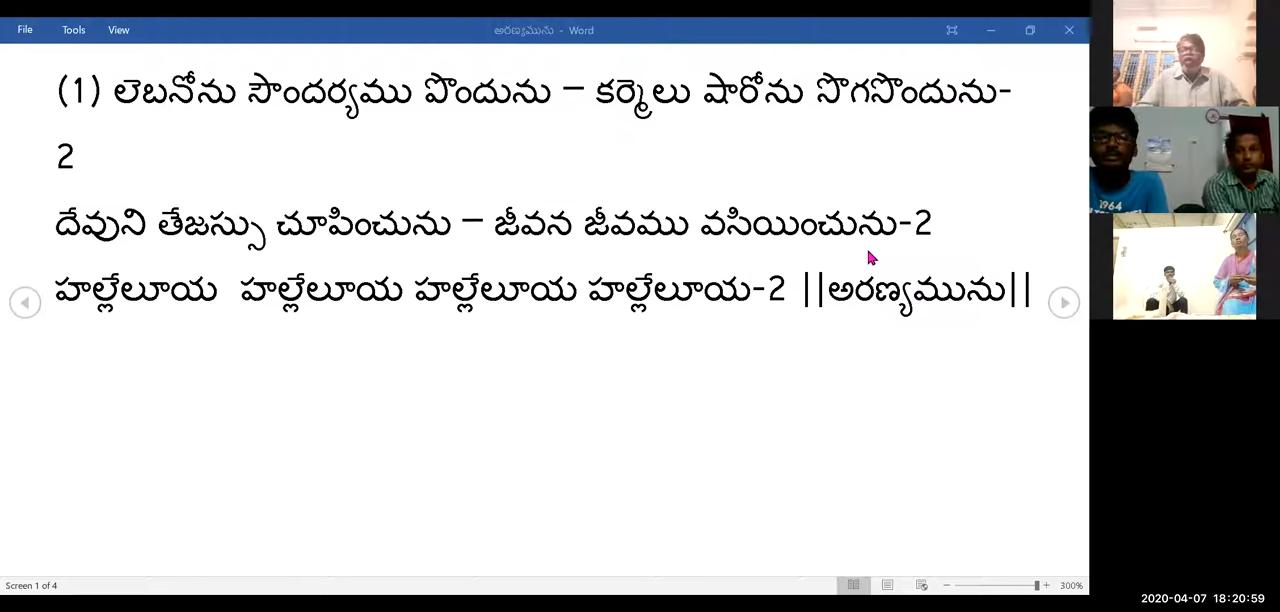 File Tools View అరణ్యమును - Word
(1) లెబనోను సౌందర్యము పొందును – కర్మెలు షారోను సొగసొందును-
2
దేవుని తేజస్సు చూపించును – జీవన జీవము వసియించును-2
హల్లేలూయ హల్లేలూయ హల్లేలూయ హల్లేలూయ-2 ||అరణ్యమును||
1964
Screen 1 of 4 300%
2020-04-07 18:20:59